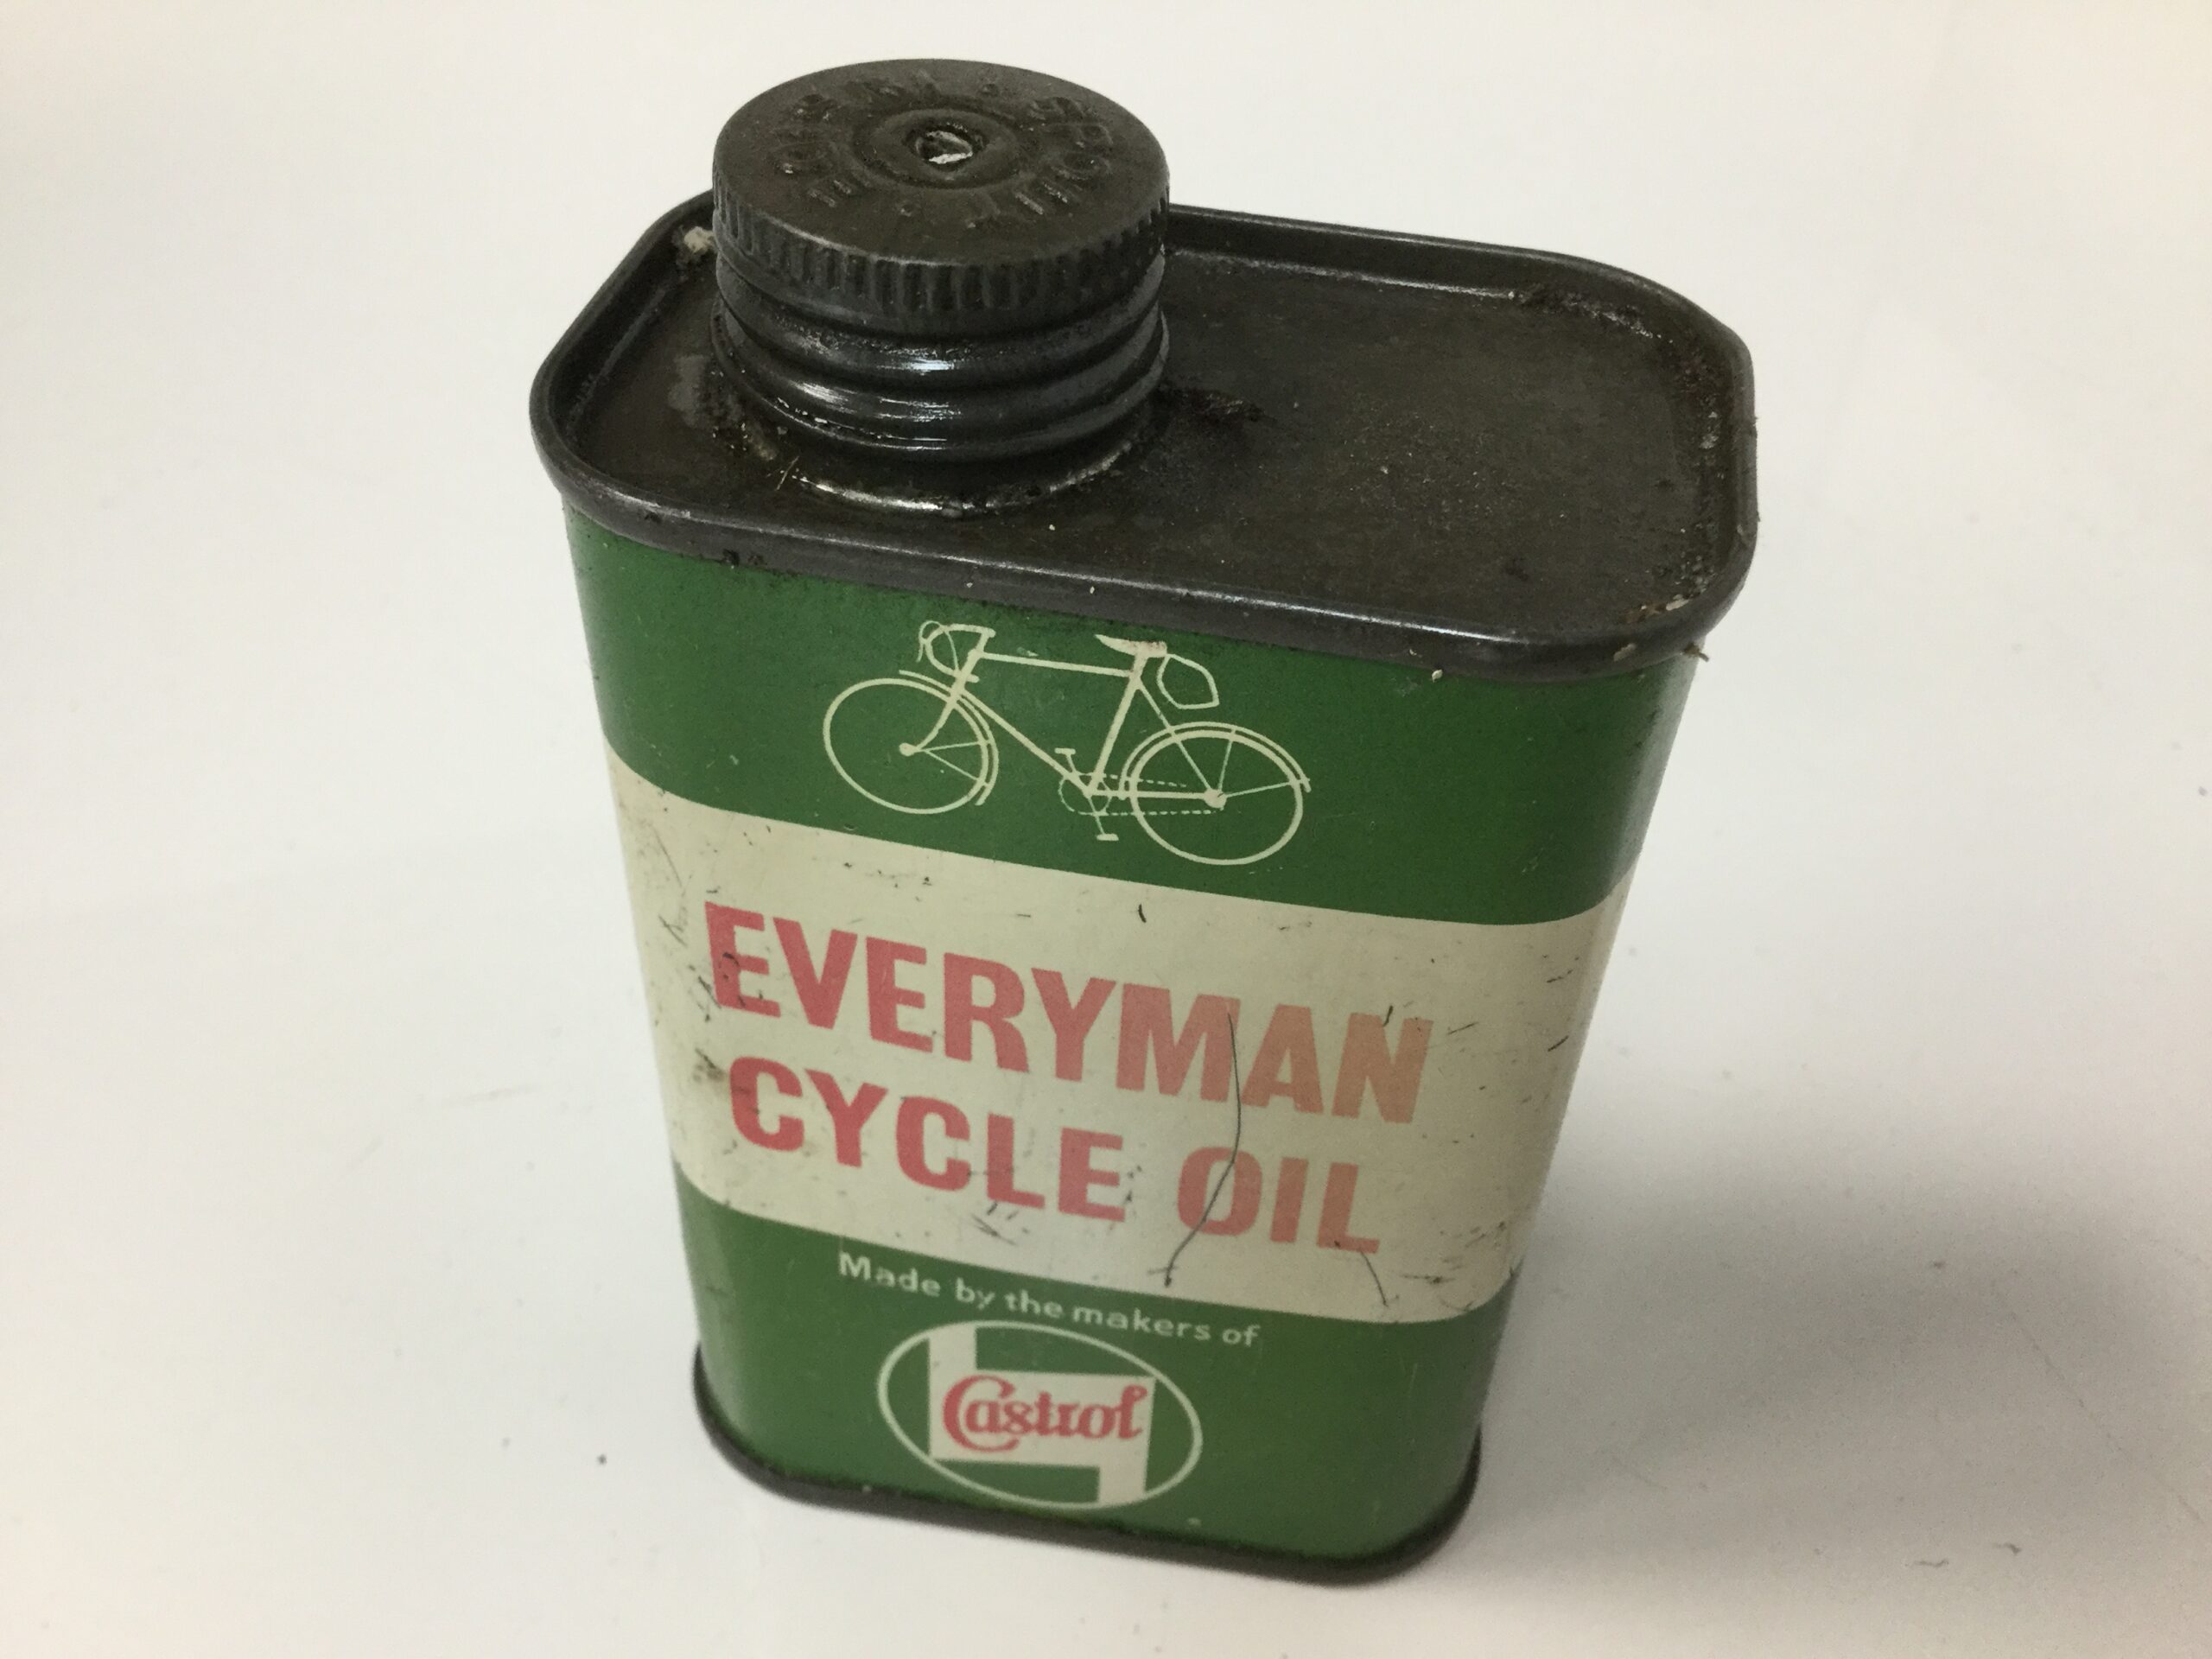 EVERYMAN
CYCLE OIL
Made by the makers of
Castrol